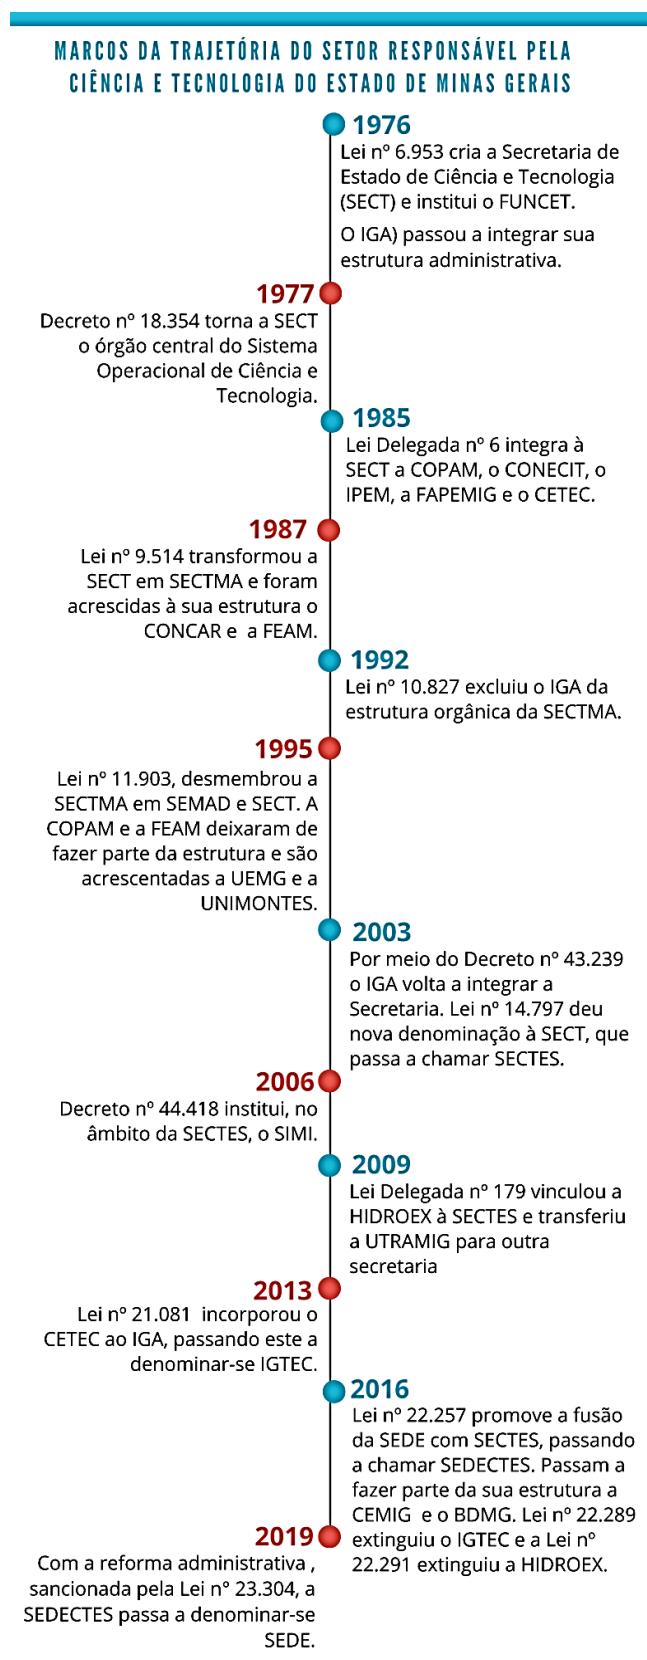 MARCOS DA TRAJETÓRIA DO SETOR RESPONSÁVEL PELA
CIÊNCIA E TECNOLOGIA DO ESTADO DE MINAS GERAIS
1976
Lei nº 6.953 cria a Secretaria de
Estado de Ciência e Tecnologia
(SECT) e institui o FUNCET.
O IGA) passou a integrar sua
estrutura administrativa.
1977
Decreto nº 18.354 torna a SECT
o órgão central do Sistema
Operacional de Ciência e
Tecnologia.
1985
Lei Delegada nº 6 integra à
SECT a COPAM, o CONECIT, o
IPEM, a FAPEMIG e o CETEC.
1987
Lei nº 9.514 transformou a
SECT em SECTMA e foram
acrescidas à sua estrutura o
CONCAR e a FEAM.
1992
Lei nº 10.827 excluiu o IGA da
estrutura orgânica da SECTMA.
1995
Lei nº 11.903, desmembrou a
SECTMA em SEMAD e SECT. A
COPAM e a FEAM deixaram de
fazer parte da estrutura e são
acrescentadas a UEMG e a
UNIMONTES.
2003
Por meio do Decreto nº 43.239
o IGA volta a integrar a
Secretaria. Lei nº 14.797 deu
nova denominação à SECT, que
passa a chamar SECTES.
2006
Decreto nº 44.418 institui, no
âmbito da SECTES, o SIMI.
2009
Lei Delegada nº 179 vinculou a
HIDROEX à SECTES e transferiu
a UTRAMIG para outra
secretaria
2013
Lei nº 21.081 incorporou o
CETEC ao IGA, passando este a
denominar-se IGTEC.
2016
Lei nº 22.257 promove a fusão
da SEDE com SECTES, passando
a chamar SEDECTES. Passam a
fazer parte da sua estrutura a
CEMIG e o BDMG. Lei nº 22.289
extinguiu o IGTEC e a Lei nº
22.291 extinguiu a HIDROEX.
2019
Com a reforma administrativa ,
sancionada pela Lei n° 23.304, a
SEDECTES passa a denominar-se
SEDE.